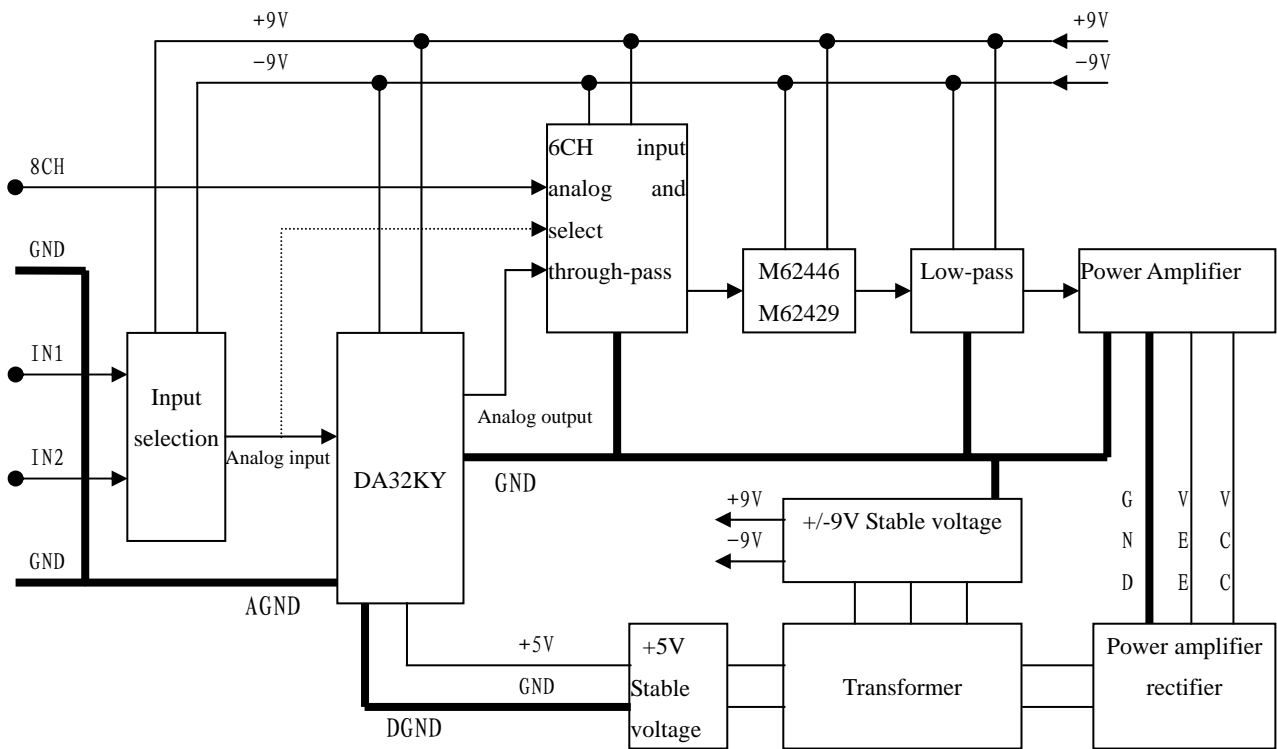 +9V
+9V
-9V
-9V
8CH
6CH input
analog and
select
through-pass
GND
M62446
M62429
Low-pass
Power Amplifier
IN1
Input
selection
IN2
Analog input
Analog output
DA32KY
GND
+9V
-9V
+/-9V Stable voltage
G
N
D
V
E
E
V
C
C
GND
AGND
+5V
GND
DGND
+5V
Stable
voltage
Transformer
Power amplifier
rectifier